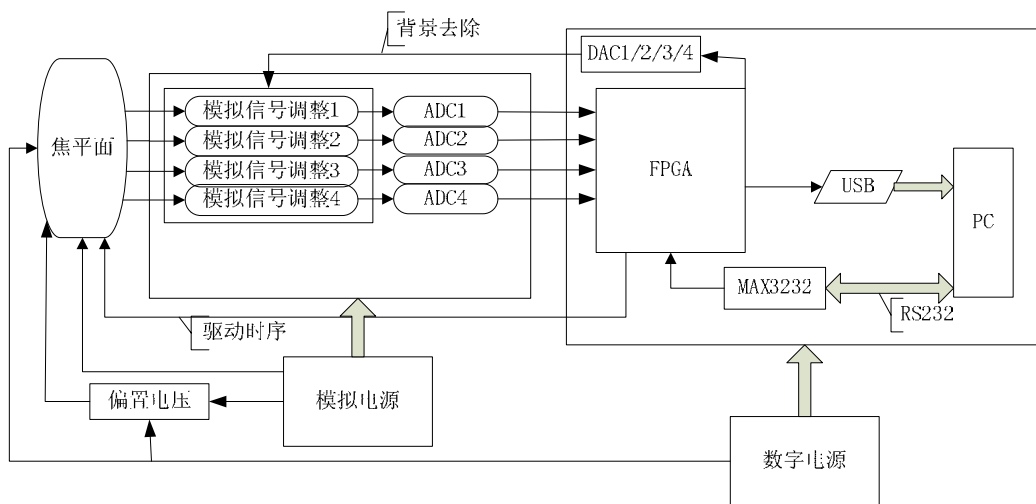 背景去除
DAC1/2/3/4
焦平面
模拟信号调整1
模拟信号调整2
模拟信号调整3
模拟信号调整4
ADC1
ADC2
ADC3
ADC4
FPGA
USB
PC
MAX3232
RS232
驱动时序
偏置电压
模拟电源
数字电源